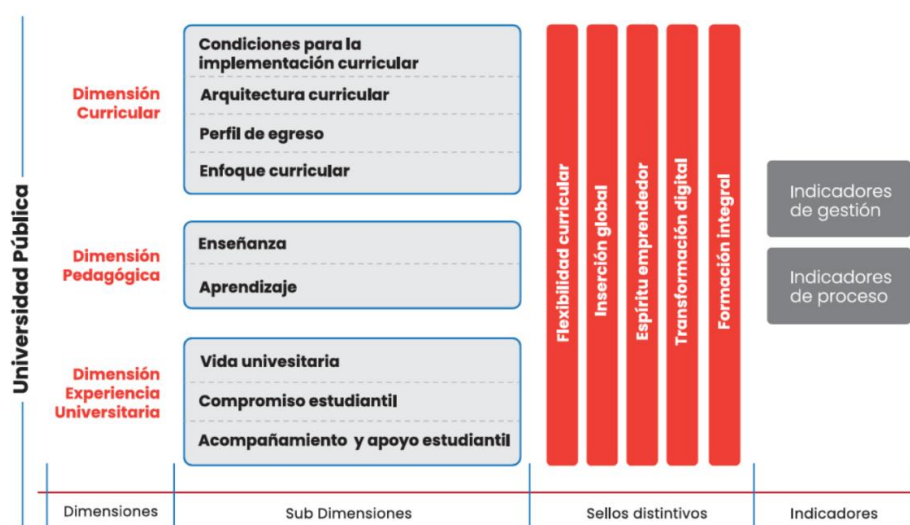 Universidad Pública
Dimensión
Curricular
Condiciones para la
implementación curricular
Arquitectura curricular
Perfil de egreso
Enfoque curricular
Dimensión
Pedagógica
Enseñanza
Aprendizaje
Dimensión
Experiencia
Universitaria
Vida univesitaria
Compromiso estudiantil
Acompañamiento y apoyo estudiantil
Flexibilidad curricular
Inserción global
Espíritu emprendedor
Transformación digital
Formación integral
Indicadores
de gestión
Indicadores
de proceso
Dimensiones
Sub Dimensiones
Sellos distintivos
Indicadores